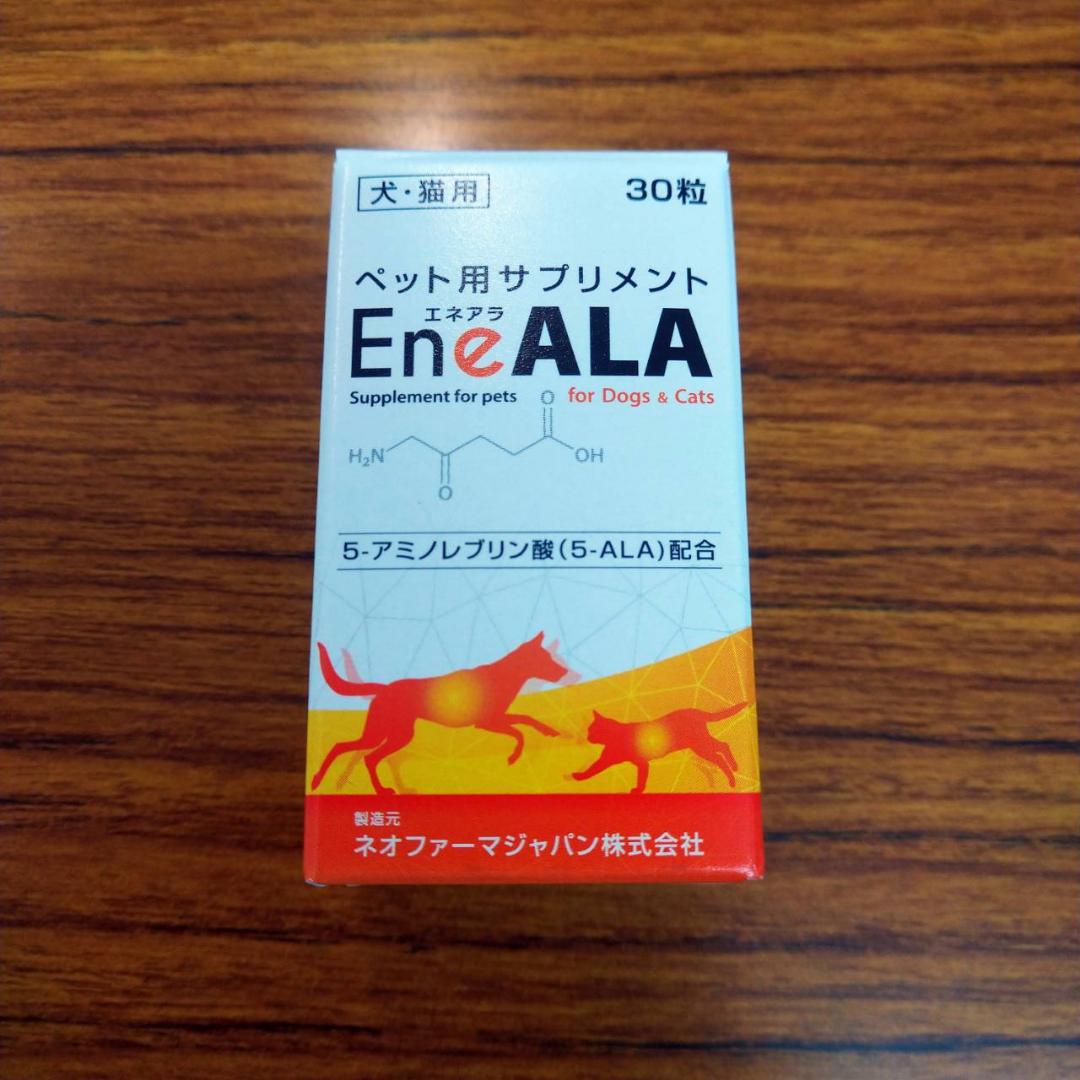 犬・猫用 30粒
ペット用サプリメント
エネアラ
EneALA
Supplement for pets for Dogs & Cats
O
H₂N OH
O
5-アミノレブリン酸(5-ALA)配合
製造元
ネオファーマジャパン株式会社